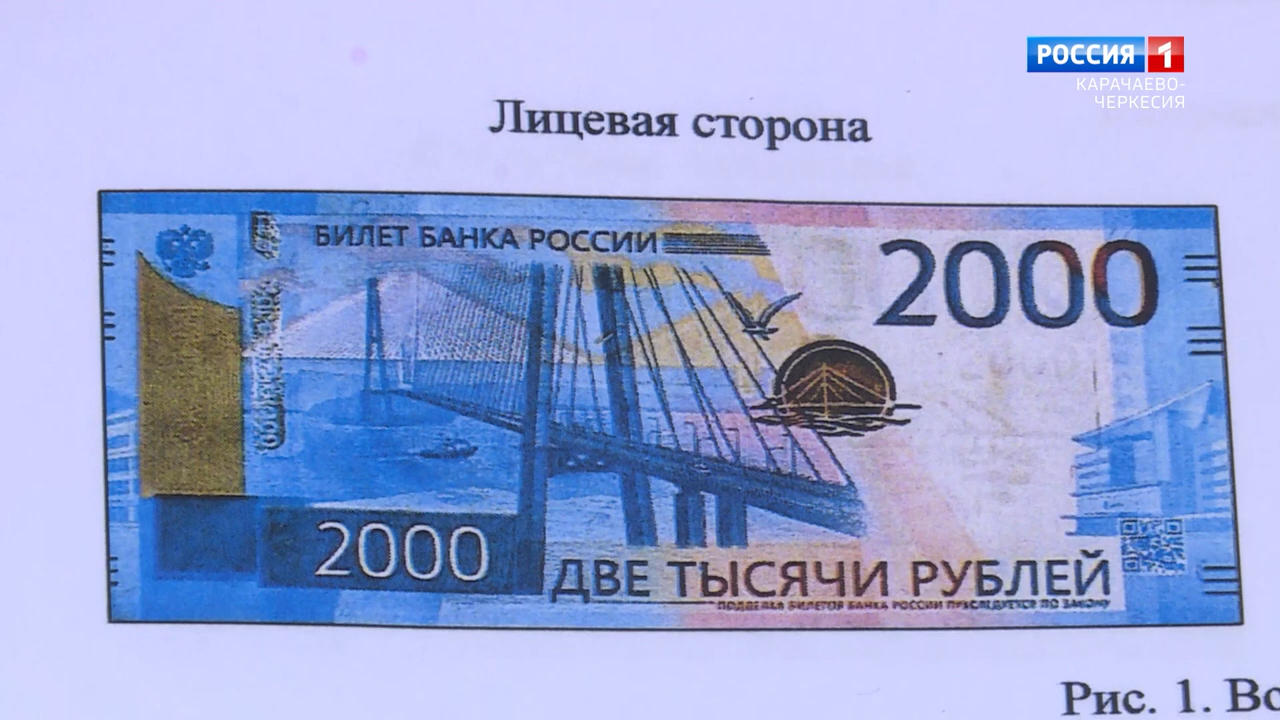 РОССИЯ 1
КАРАЧАЕВО-
ЧЕРКЕСИЯ
Лицевая сторона
БИЛЕТ БАНКА РОССИИ
2000
2000
ДВЕ ТЫСЯЧИ РУБЛЕЙ
ПОДДЕЛКА БИЛЕТОВ БАНКА РОССИИ ПРЕСЛЕДУЕТСЯ ПО ЗАКОНУ
Рис. 1. Во